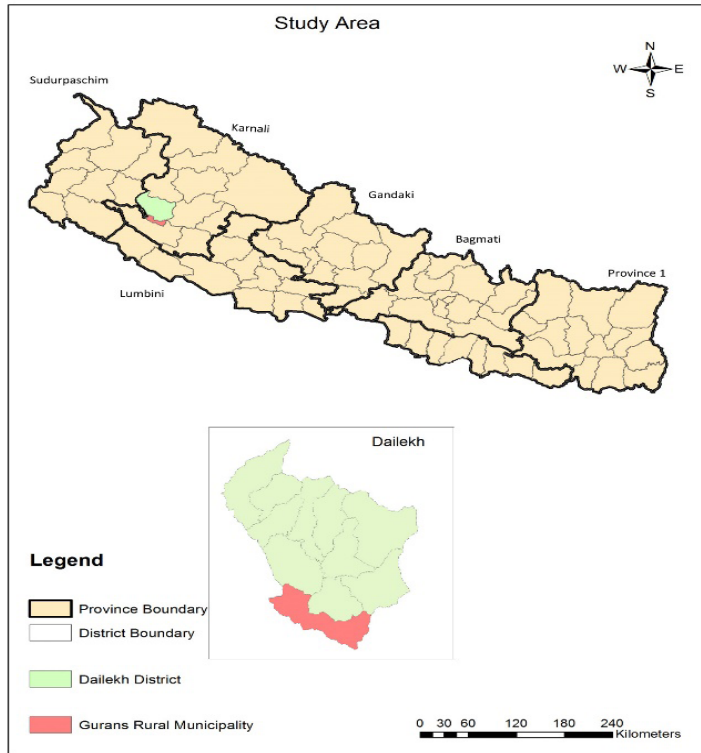 Study Area
N
W E
S
Sudurpaschim
Karnali
Gandaki
Bagmati
Province 1
Lumbini
Dailekh
Legend
Province Boundary
District Boundary
Dailekh District
Gurans Rural Municipality
0 30 60 120 180 240
Kilometers